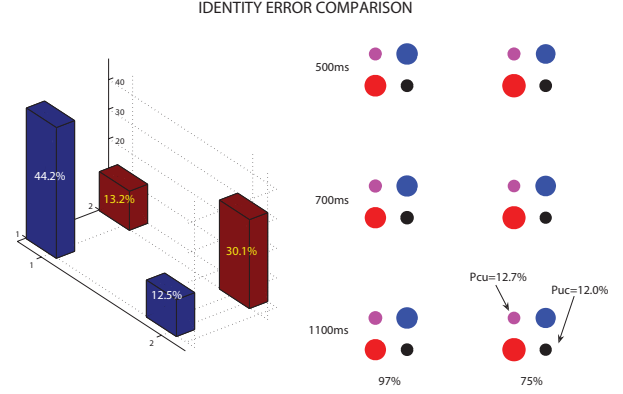 IDENTITY ERROR COMPARISON
40
30
20
44.2%
13.2%
30.1%
12.5%
2
1
1
2
500ms
700ms
1100ms
Pcu=12.7%
Puc=12.0%
97%
75%